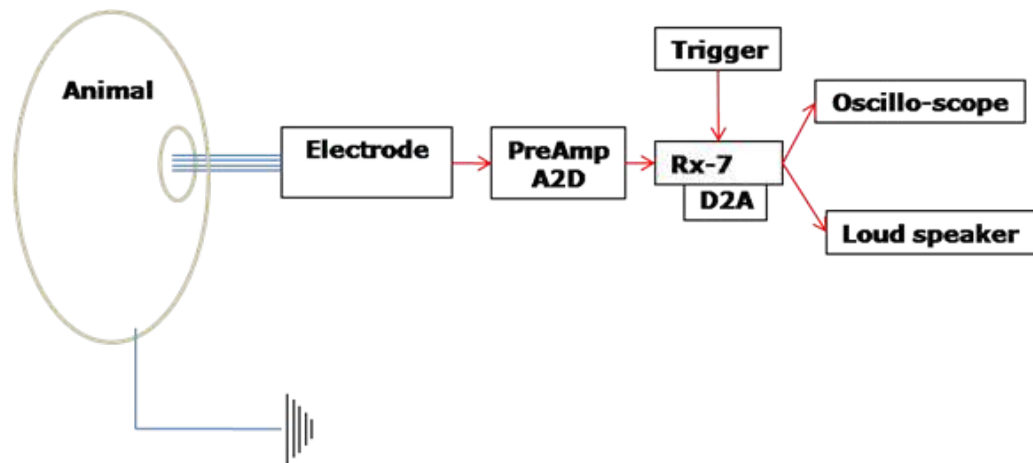 Animal
Electrode
PreAmp
A2D
Trigger
Rx-7
D2A
Oscillo-scope
Loud speaker